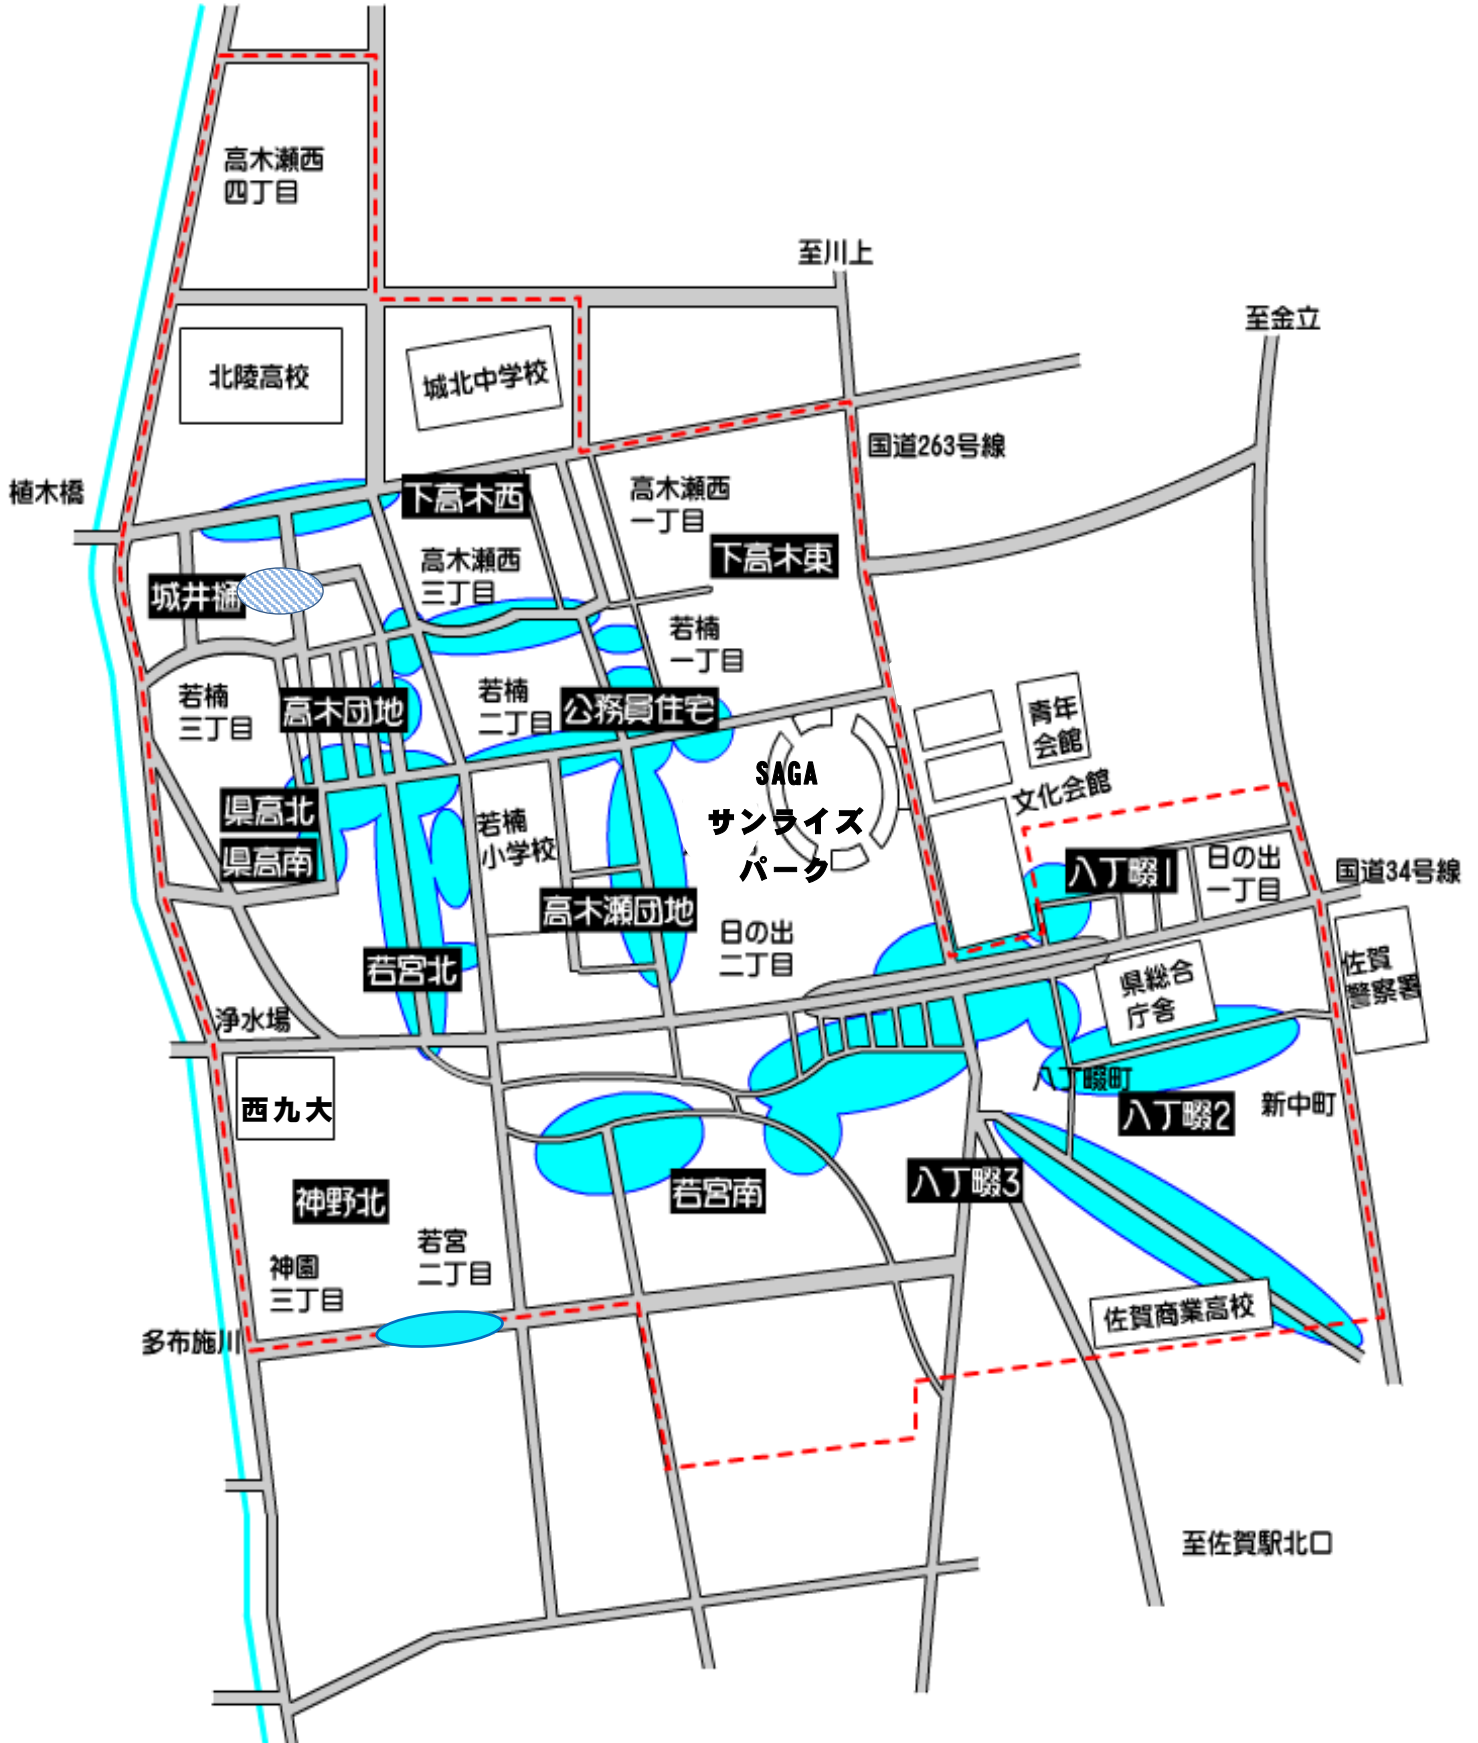 高木瀬西
四丁目
至川上
至金立
北陵高校
城北中学校
国道263号線
植木橋
下高木西
高木瀬西
一丁目
下高木東
高木瀬西
三丁目
城井樋
若楠
一丁目
若楠
三丁目
高木団地
若楠
二丁目
公務員住宅
青年
会館
SAGA
サンライズ
パーク
文化会館
県高北
県高南
若楠
小学校
八丁畷1
日の出
一丁目
国道34号線
高木瀬団地
日の出
二丁目
若宮北
佐賀
警察署
県総合
庁舎
浄水場
八丁畷町
西九大
八丁畷2
新中町
神野北
若宮南
八丁畷3
若宮
二丁目
神園
三丁目
多布施川
佐賀商業高校
至佐賀駅北口